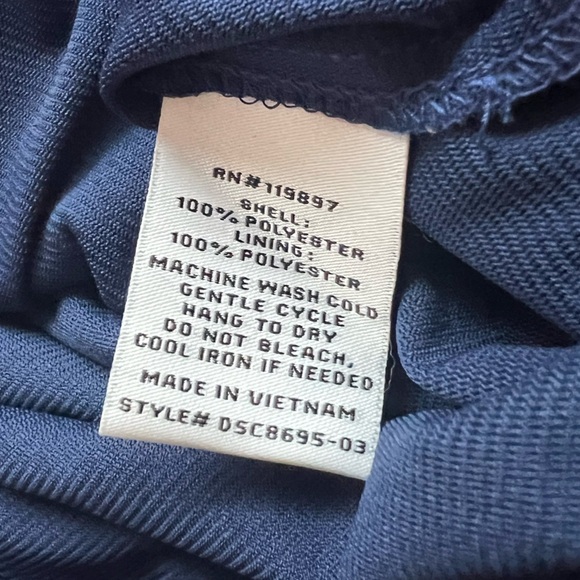 RN#119897
SHELL:
100% POLYESTER
LINING:
100% POLYESTER
MACHINE WASH COLD
GENTLE CYCLE
HANG TO DRY
DO NOT BLEACH.
COOL IRON IF NEEDED
MADE IN VIETNAM
STYLE# DSC8695-03